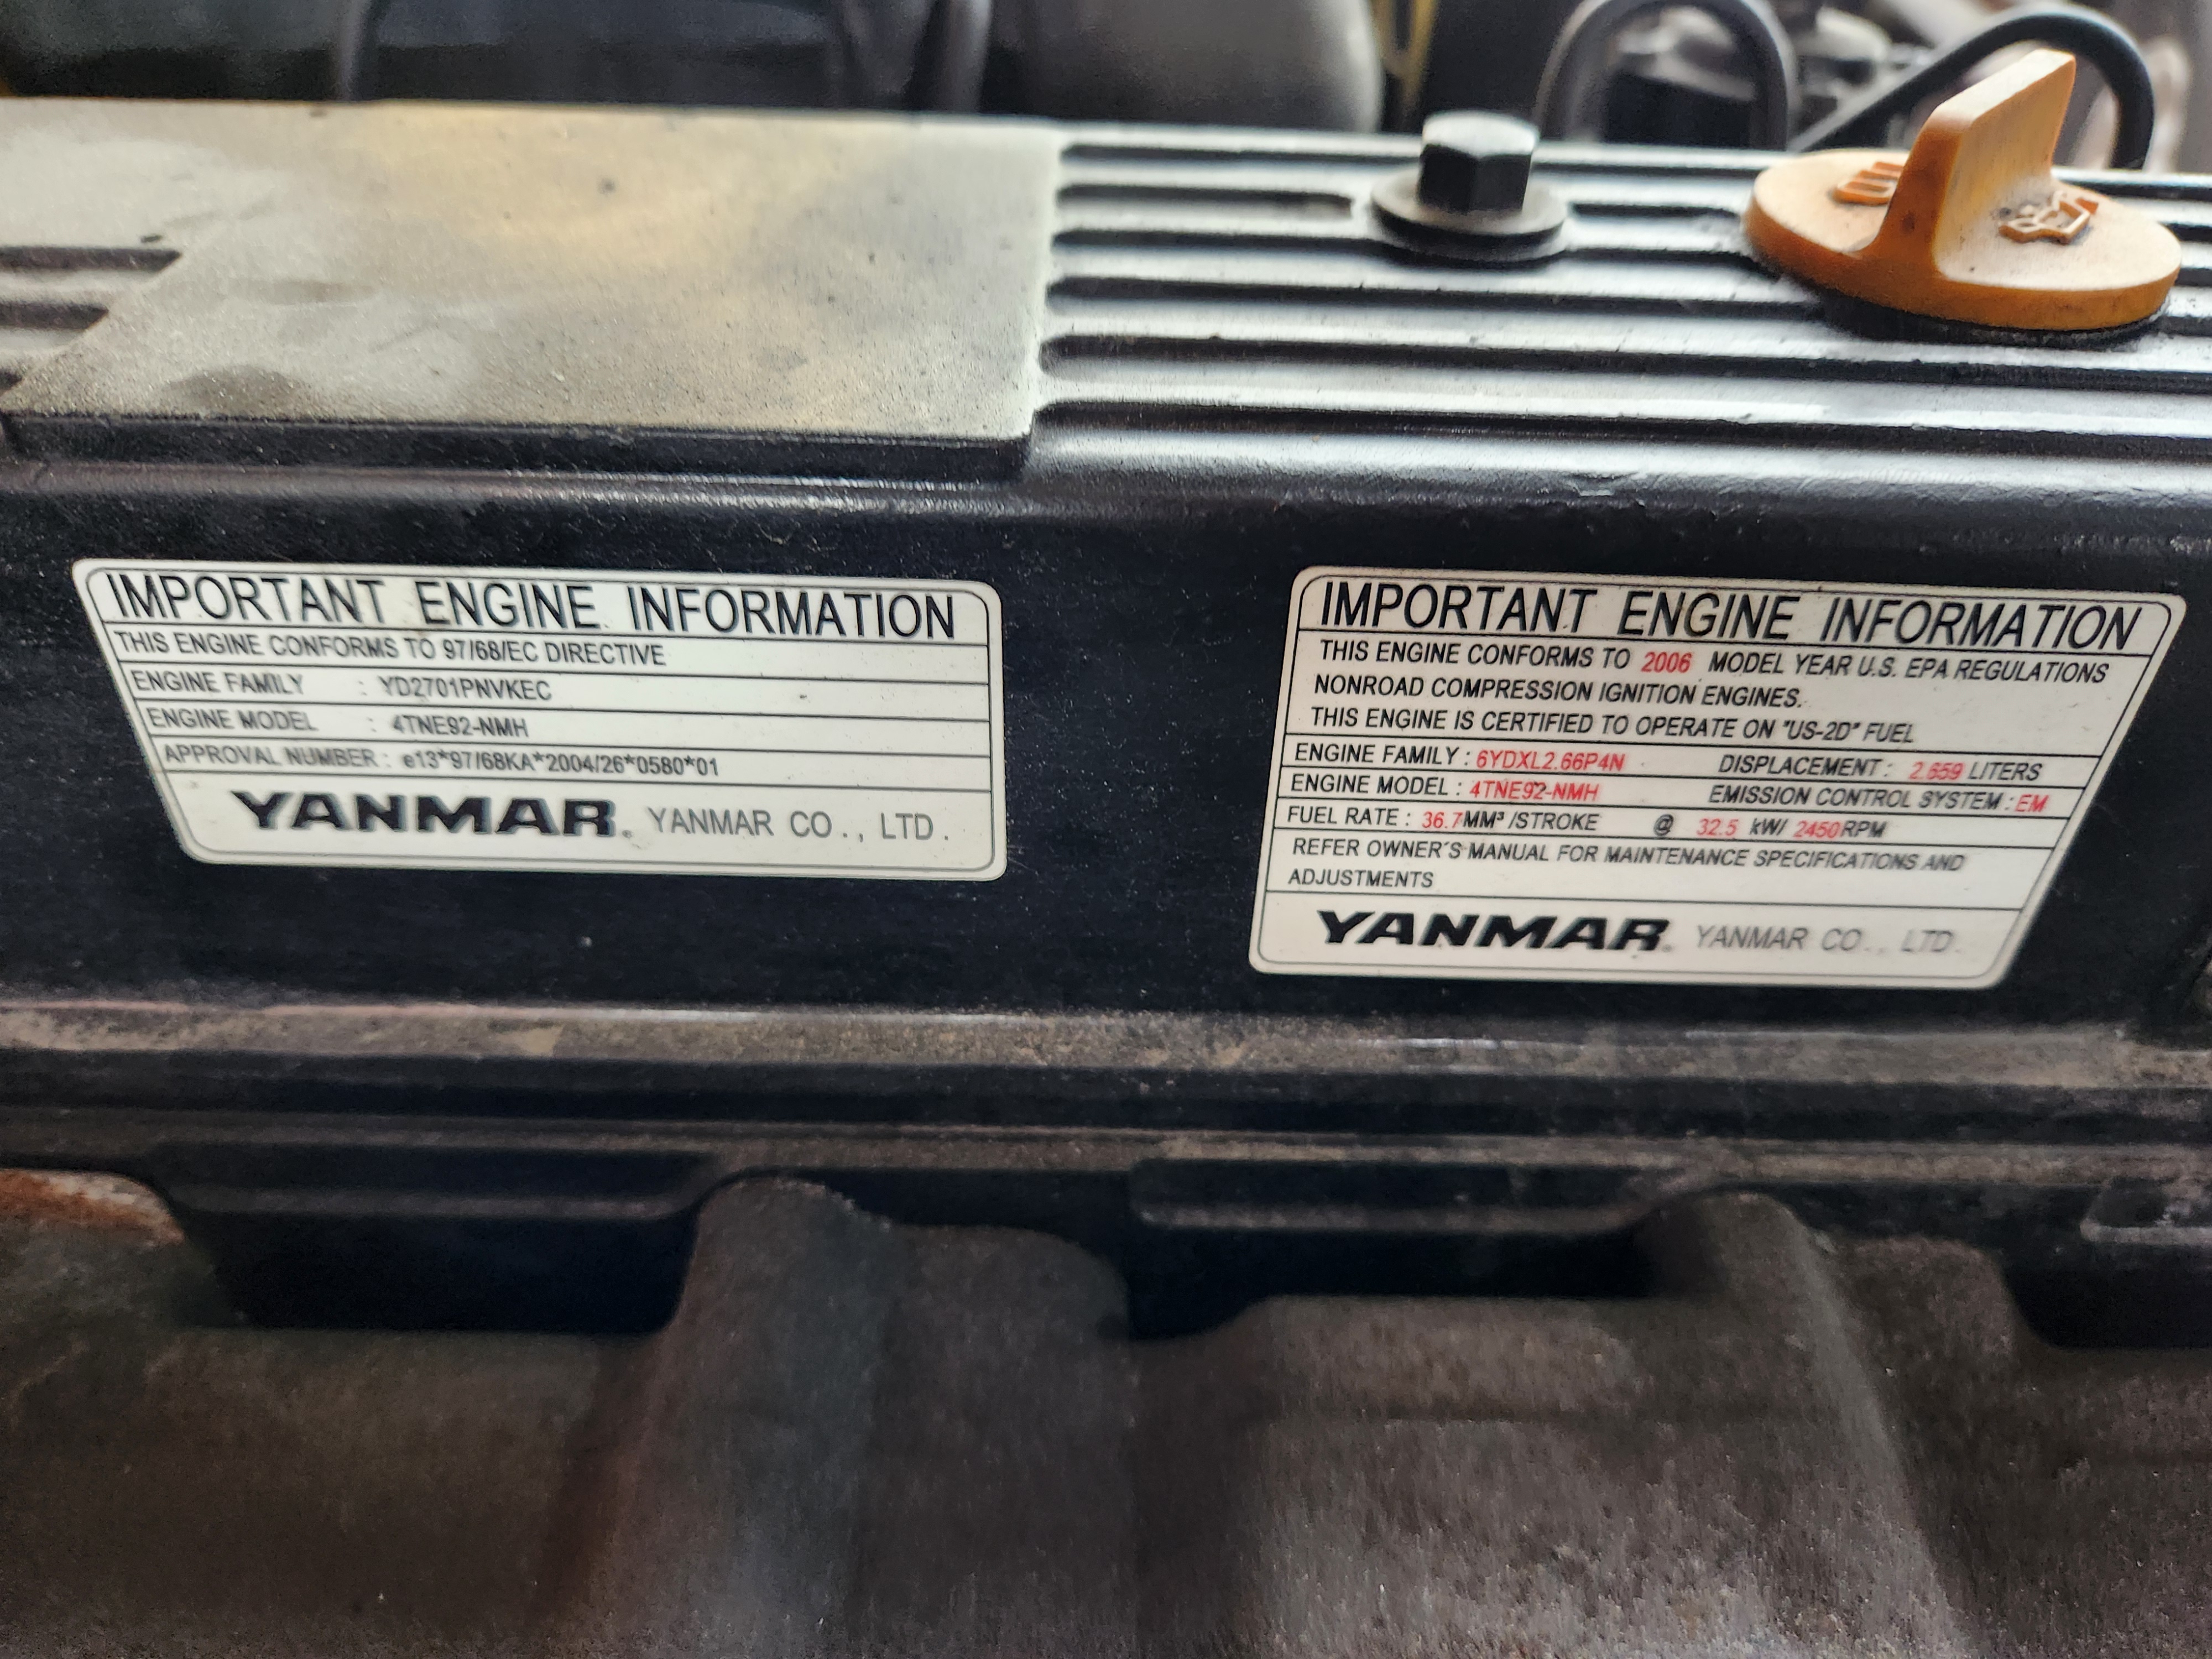 IMPORTANT ENGINE INFORMATION
THIS ENGINE CONFORMS TO 97/68/EC DIRECTIVE
ENGINE FAMILY : YD2701PNVKEC
ENGINE MODEL : 4TNE92-NMH
APPROVAL NUMBER : e13*97/68KA*2004/26*0580*01
YANMAR. YANMAR CO., LTD.
IMPORTANT ENGINE INFORMATION
THIS ENGINE CONFORMS TO 2006 MODEL YEAR U.S. EPA REGULATIONS
NONROAD COMPRESSION IGNITION ENGINES.
THIS ENGINE IS CERTIFIED TO OPERATE ON "US-2D" FUEL
ENGINE FAMILY : 6YDXL2.66P4N DISPLACEMENT : 2.659 LITERS
ENGINE MODEL : 4TNE92-NMH EMISSION CONTROL SYSTEM : EM
FUEL RATE : 36.7MM³ /STROKE @ 32.5 kW/ 2450RPM
REFER OWNER'S MANUAL FOR MAINTENANCE SPECIFICATIONS AND
ADJUSTMENTS
YANMAR. YANMAR CO., LTD.